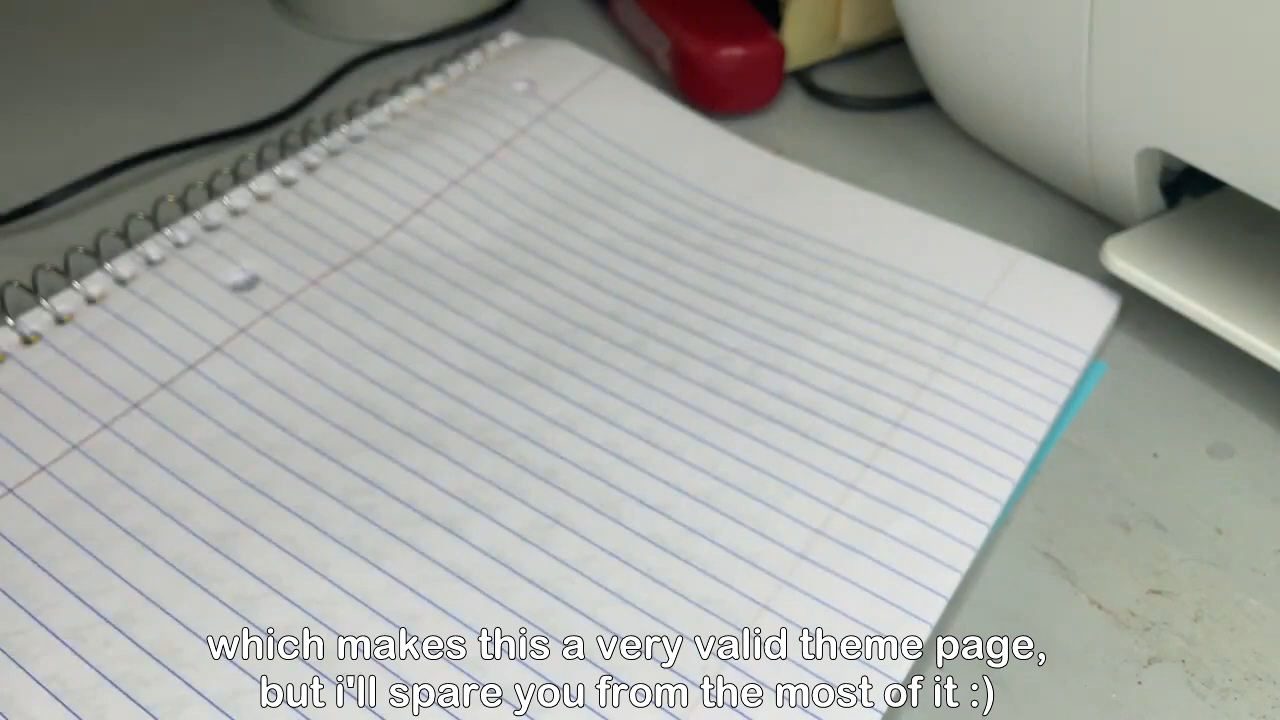 which makes this a very valid theme page,
but i'll spare you from the most of it :)